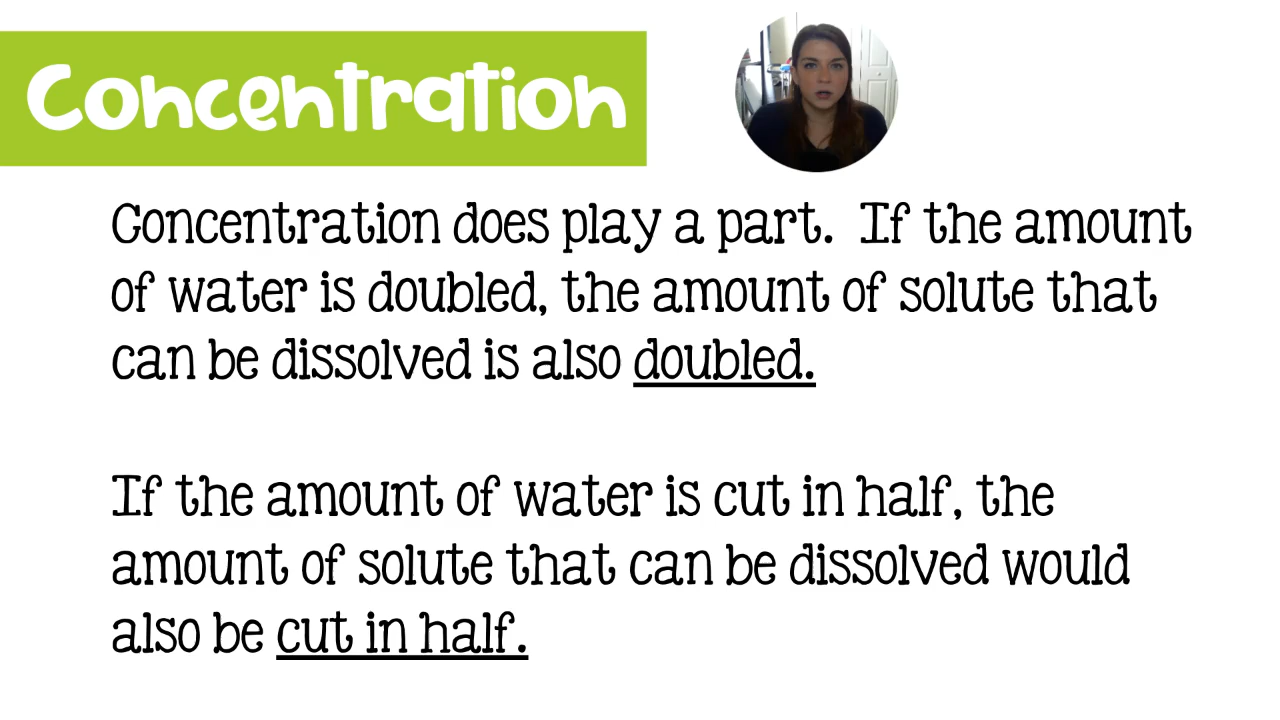 Concentration
Concentration does play a part. If the amount
of water is doubled, the amount of solute that
can be dissolved is also doubled.
If the amount of water is cut in half, the
amount of solute that can be dissolved would
also be cut in half.